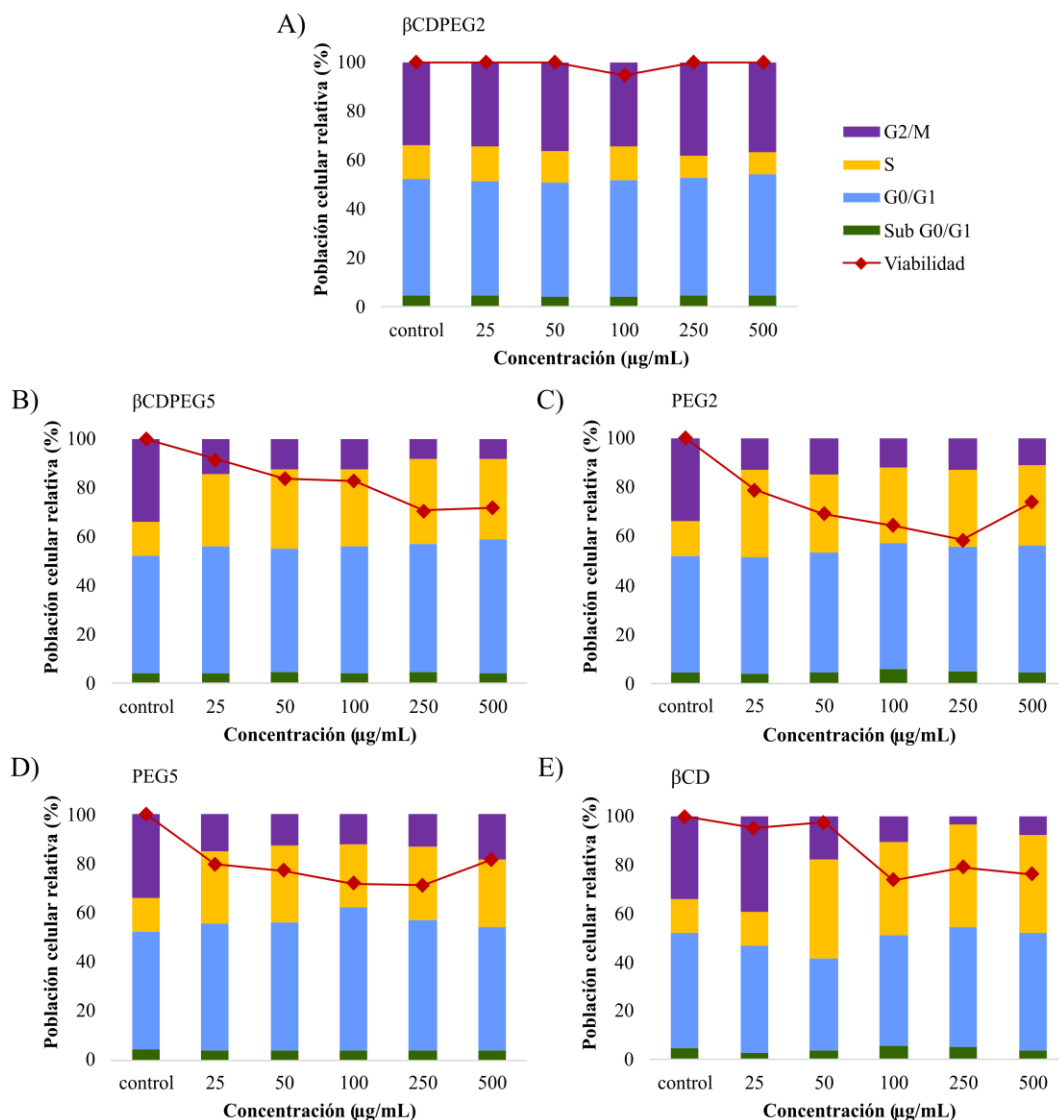 A)
βCDPEG2
Población celular relativa (%)
100
80
60
40
20
0
control 25 50 100 250 500
Concentración (µg/mL)
G2/M
S
G0/G1
Sub G0/G1
Viabilidad
B)
βCDPEG5
Población celular relativa (%)
100
80
60
40
20
0
control 25 50 100 250 500
Concentración (µg/mL)
C)
PEG2
Población celular relativa (%)
100
80
60
40
20
0
control 25 50 100 250 500
Concentración (µg/mL)
D)
PEG5
Población celular relativa (%)
100
80
60
40
20
0
control 25 50 100 250 500
Concentración (µg/mL)
E)
βCD
Población celular relativa (%)
100
80
60
40
20
0
control 25 50 100 250 500
Concentración (µg/mL)